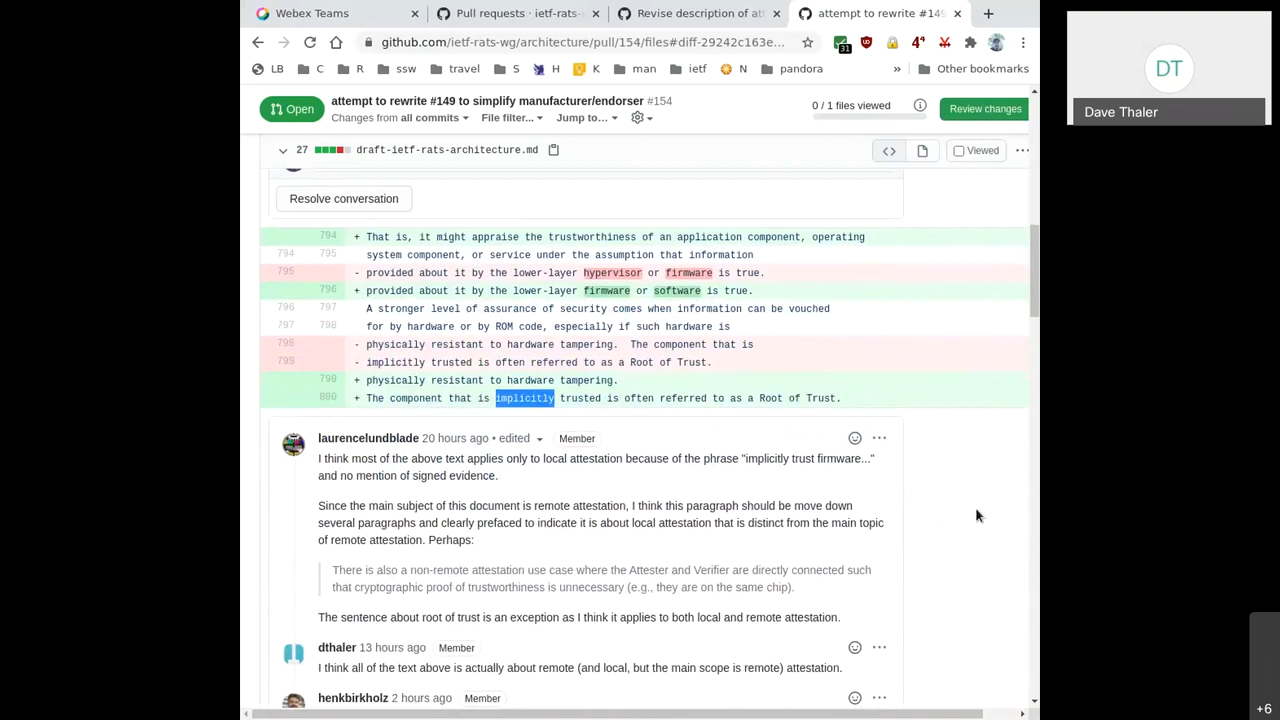 Webex Teams
Pull requests · ietf-rats-
Revise description of at
attempt to rewrite #149
github.com/ietf-rats-wg/architecture/pull/154/files#diff-29242c163e...
31
4
LB C R ssw travel S H K man ietf N pandora » Other bookmarks
Open
attempt to rewrite #149 to simplify manufacturer/endorser #154
Changes from all commits File filter... Jump to...
0 / 1 files viewed
Review changes
27 draft-ietf-rats-architecture.md
Viewed
Resolve conversation
794 + That is, it might appraise the trustworthiness of an application component, operating
794 795 system component, or service under the assumption that information
795 - provided about it by the lower-layer hypervisor or firmware is true.
796 + provided about it by the lower-layer firmware or software is true.
796 797 A stronger level of assurance of security comes when information can be vouched
797 798 for by hardware or by ROM code, especially if such hardware is
798 - physically resistant to hardware tampering. The component that is
799 - implicitly trusted is often referred to as a Root of Trust.
799 + physically resistant to hardware tampering.
800 + The component that is implicitly trusted is often referred to as a Root of Trust.
laurencelundblade 20 hours ago • edited Member
I think most of the above text applies only to local attestation because of the phrase "implicitly trust firmware..."
and no mention of signed evidence.
Since the main subject of this document is remote attestation, I think this paragraph should be move down
several paragraphs and clearly prefaced to indicate it is about local attestation that is distinct from the main topic
of remote attestation. Perhaps:
There is also a non-remote attestation use case where the Attester and Verifier are directly connected such
that cryptographic proof of trustworthiness is unnecessary (e.g., they are on the same chip).
The sentence about root of trust is an exception as I think it applies to both local and remote attestation.
dthaler 13 hours ago Member
I think all of the text above is actually about remote (and local, but the main scope is remote) attestation.
henkbirkholz 2 hours ago Member
DT
Dave Thaler
+6